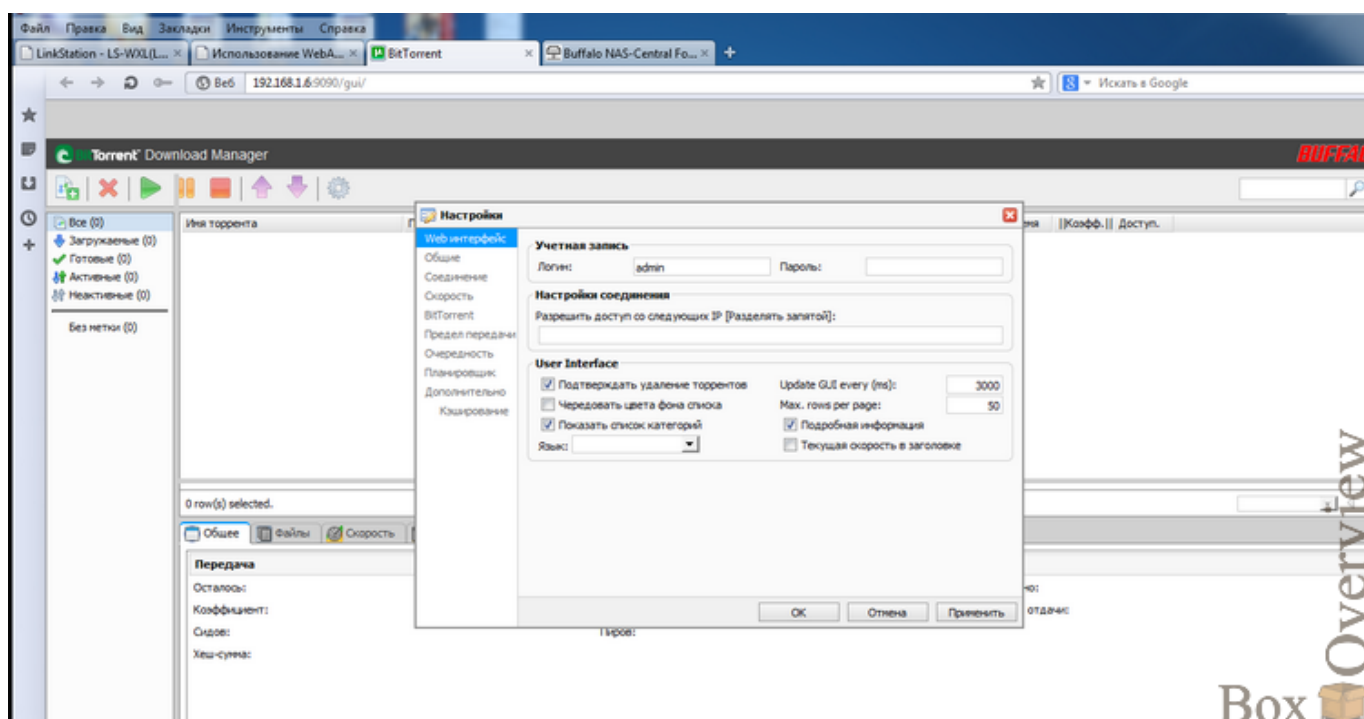 Файл Правка Вид Закладки Инструменты Справка
LinkStation - LS-WXL(L... Использование WebA... BitTorrent Buffalo NAS-Central Fo...
Веб 192.168.1.6:9090/gui/ Искать в Google
BitTorrent Download Manager BUFFAL
Настройки
Все (0) Имя торрента ||Коэфф.|| Доступ.
Загружаемые (0)
Готовые (0)
Активные (0)
Неактивные (0)
Без метки (0)
Web интерфейс
Общие
Соединение
Скорость
BitTorrent
Предел передачи
Очередность
Планировщик
Дополнительно
Кэширование
Учетная запись
Логин: admin Пароль:
Настройки соединения
Разрешить доступ со следующих IP [Разделять запятой]:
User Interface
Подтверждать удаление торрентов Update GUI every (ms): 3000
Чередовать цвета фона списка Max. rows per page: 50
Показать список категорий Подробная информация
Язык: Текущая скорость в заголовке
OK Отмена Применить
0 row(s) selected.
Общее Файлы Скорость
Передача
Осталось:
Коэффициент: отдачи:
Сидов: Пиров:
Хеш-сумма:
Box Overview